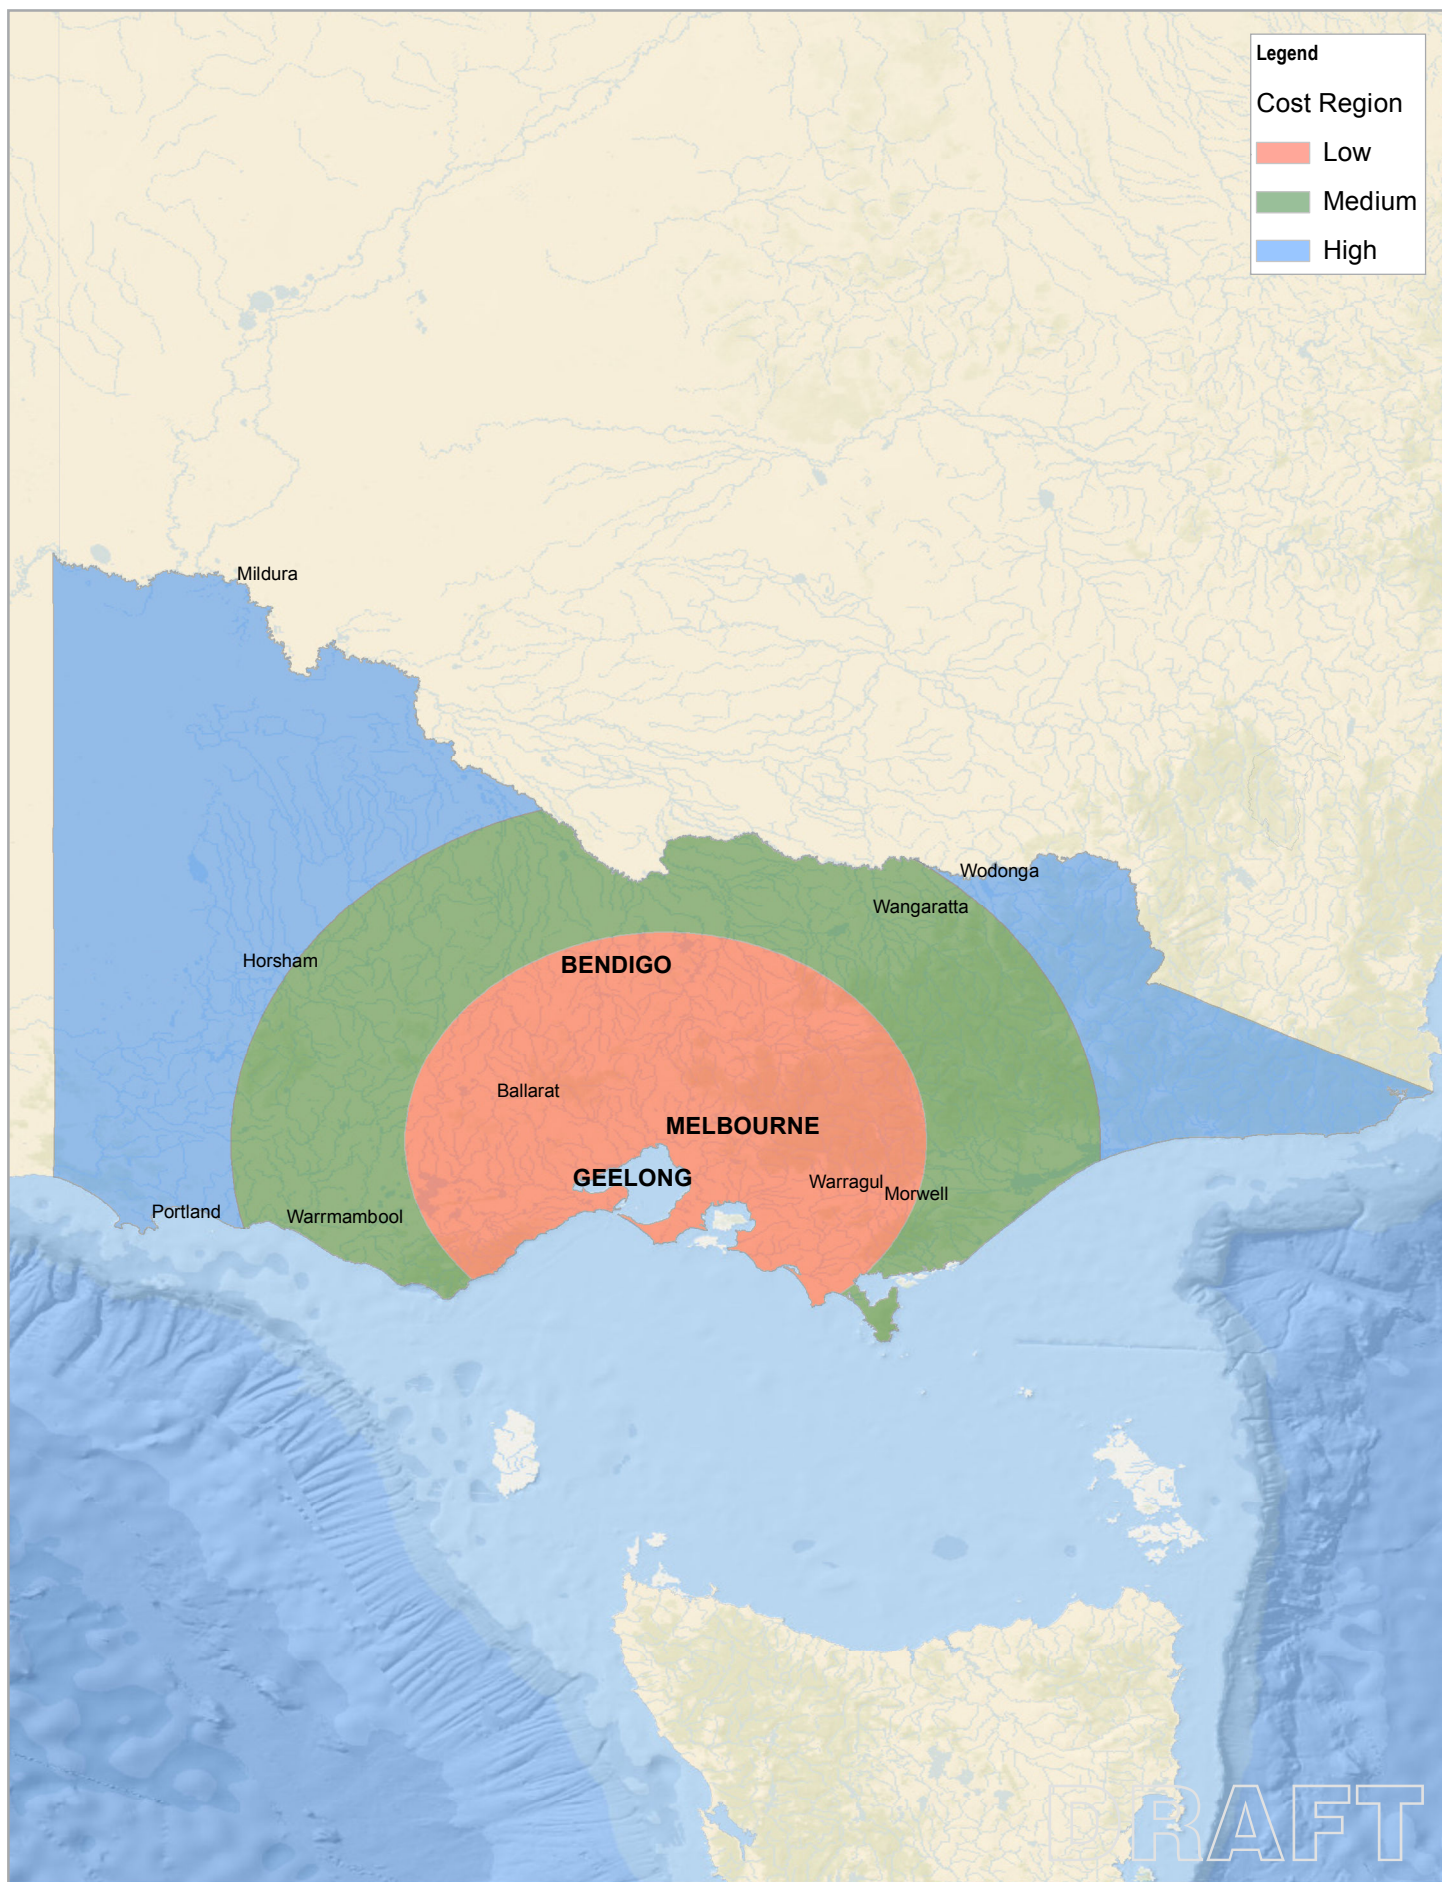 Legend
Cost Region
Low
Medium
High
Mildura
Wodonga
Wangaratta
Horsham
BENDIGO
Ballarat
MELBOURNE
GEELONG
Warragul
Morwell
Portland
Warrmambool
DRAFT